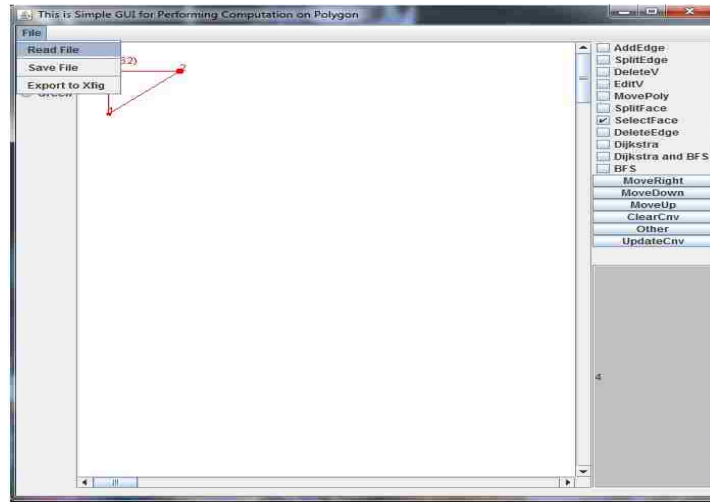 This is Simple GUI for Performing Computation on Polygon
File
Read File
Save File
Export to Xfig
Green
32)
2
1
AddEdge
SplitEdge
DeleteV
EditV
MovePoly
SplitFace
SelectFace
DeleteEdge
Dijkstra
Dijkstra and BFS
BFS
MoveRight
MoveDown
MoveUp
ClearCnv
Other
UpdateCnv
4